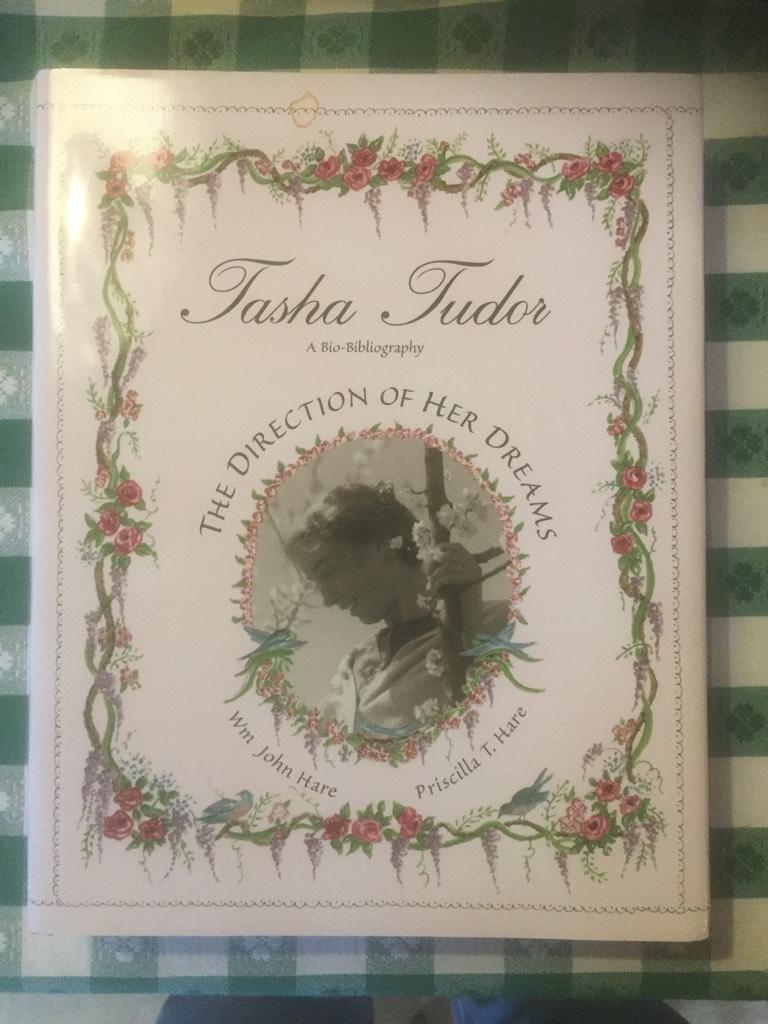 Tasha Tudor
A Bio-Bibliography
THE DIRECTION OF HER DREAMS
Wm John Hare
Priscilla T. Hare